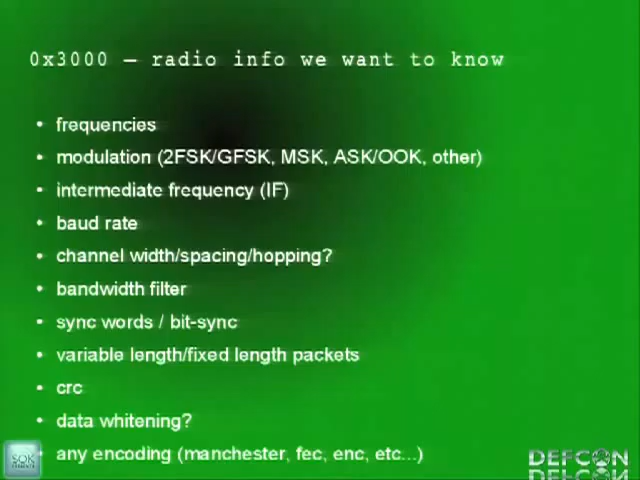 0x3000 – radio info we want to know
• frequencies
• modulation (2FSK/GFSK, MSK, ASK/OOK, other)
• intermediate frequency (IF)
• baud rate
• channel width/spacing/hopping?
• bandwidth filter
• sync words / bit-sync
• variable length/fixed length packets
• crc
• data whitening?
• any encoding (manchester, fec, enc, etc...)
SOK
DEFCON